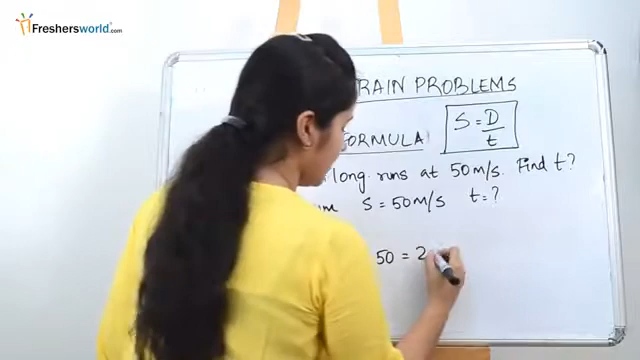 Freshersworld.com
RAIN PROBLEMS
FORMULA S = D/t
long runs at 50 m/s. Find t?
S = 50 m/s t = ?
50 = 2